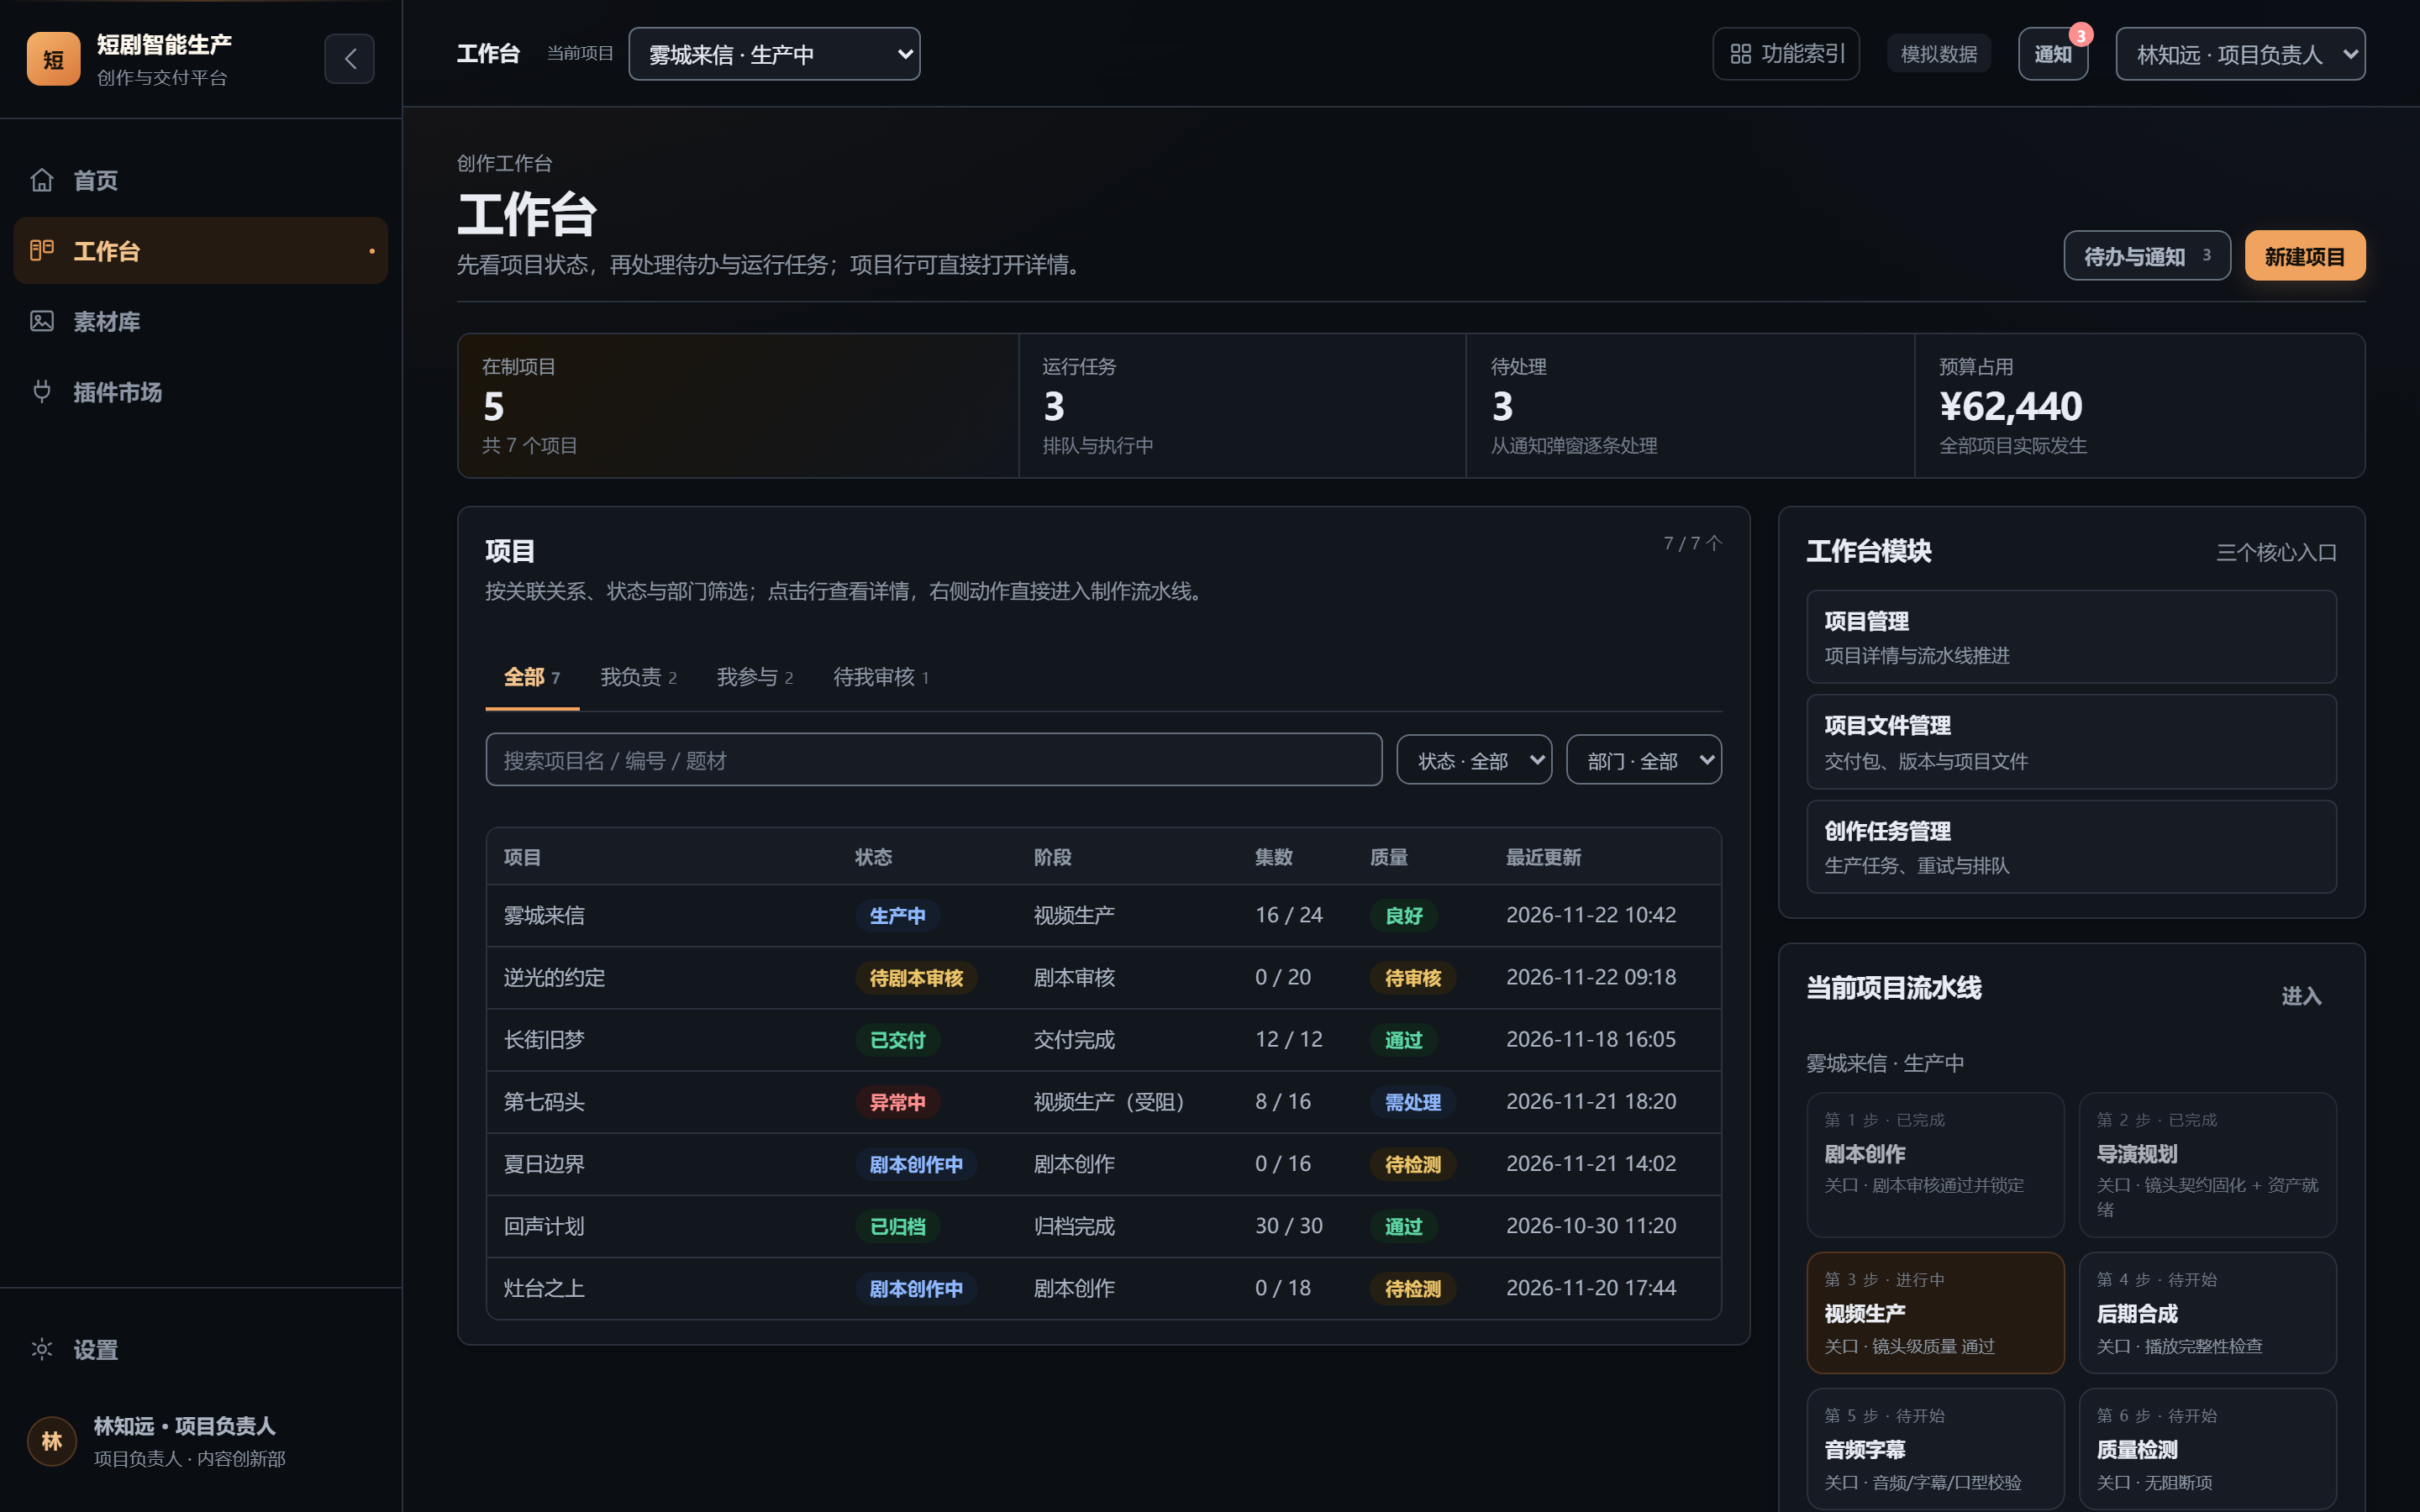 短
短剧智能生产
创作与交付平台
首页
工作台
素材库
插件市场
设置
林
林知远 · 项目负责人
项目负责人 · 内容创新部
工作台
当前项目
雾城来信 · 生产中
功能索引
模拟数据
通知
3
林知远 · 项目负责人
创作工作台
工作台
先看项目状态，再处理待办与运行任务；项目行可直接打开详情。
待办与通知 3
新建项目
在制项目
5
共 7 个项目
运行任务
3
排队与执行中
待处理
3
从通知弹窗逐条处理
预算占用
¥62,440
全部项目实际发生
项目
7 / 7 个
按关联关系、状态与部门筛选；点击行查看详情，右侧动作直接进入制作流水线。
全部 7 我负责 2 我参与 2 待我审核 1
搜索项目名 / 编号 / 题材
状态 · 全部
部门 · 全部
项目 状态 阶段 集数 质量 最近更新
雾城来信 生产中 视频生产 16 / 24 良好 2026-11-22 10:42
逆光的约定 待剧本审核 剧本审核 0 / 20 待审核 2026-11-22 09:18
长街旧梦 已交付 交付完成 12 / 12 通过 2026-11-18 16:05
第七码头 异常中 视频生产（受阻） 8 / 16 需处理 2026-11-21 18:20
夏日边界 剧本创作中 剧本创作 0 / 16 待检测 2026-11-21 14:02
回声计划 已归档 归档完成 30 / 30 通过 2026-10-30 11:20
灶台之上 剧本创作中 剧本创作 0 / 18 待检测 2026-11-20 17:44
工作台模块
三个核心入口
项目管理
项目详情与流水线推进
项目文件管理
交付包、版本与项目文件
创作任务管理
生产任务、重试与排队
当前项目流水线
进入
雾城来信 · 生产中
第 1 步 · 已完成
剧本创作
关口 · 剧本审核通过并锁定
第 2 步 · 已完成
导演规划
关口 · 镜头契约固化 + 资产就
绪
第 3 步 · 进行中
视频生产
关口 · 镜头级质量 通过
第 4 步 · 待开始
后期合成
关口 · 播放完整性检查
第 5 步 · 待开始
音频字幕
关口 · 音频/字幕/口型校验
第 6 步 · 待开始
质量检测
关口 · 无阻断项